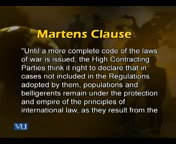 Martens Clause
"Until a more complete code of the laws
of war is issued, the High Contracting
Parties think it right to declare that in
cases not included in the Regulations
adopted by them, populations and
belligerents remain under the protection
and empire of the principles of
international law, as they result from the
VU